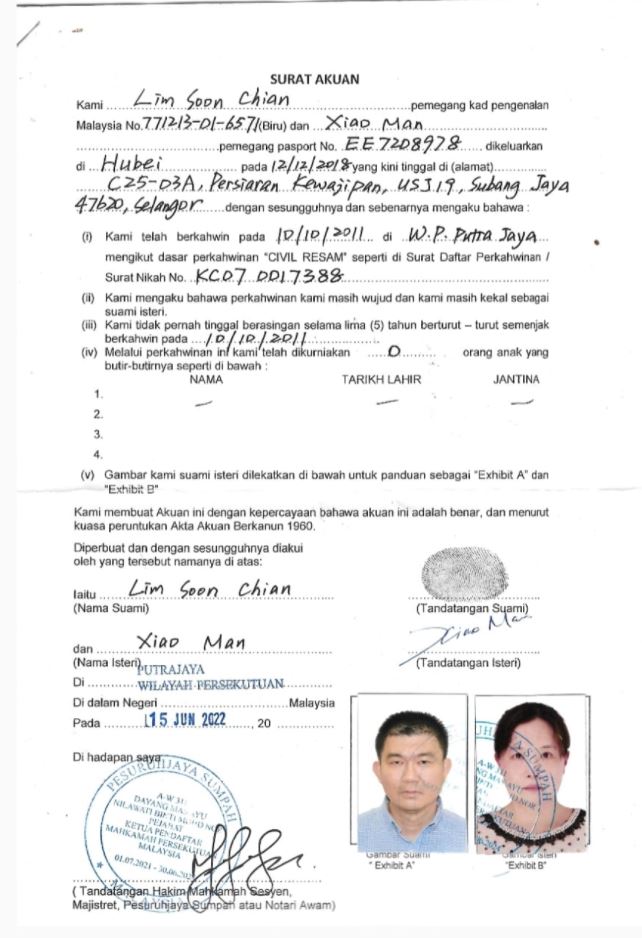 SURAT AKUAN
Kami Lim Soon Chian pemegang kad pengenalan
Malaysia No. 771213-01-6571 (Biru) dan Xiao Man
pemegang pasport No. EE7208978 dikeluarkan
di Hubei pada 12/12/2018 yang kini tinggal di (alamat)
C25-03A, Persiaran Kewajipan, USJ19, Subang Jaya
47620, Selangor dengan sesungguhnya dan sebenarnya mengaku bahawa :
(i) Kami telah berkahwin pada 10/10/2011 di W.P. Putra Jaya
mengikut dasar perkahwinan "CIVIL RESAM" seperti di Surat Daftar Perkahwinan /
Surat Nikah No. KC07 0017388
(ii) Kami mengaku bahawa perkahwinan kami masih wujud dan kami masih kekal sebagai
suami isteri.
(iii) Kami tidak pernah tinggal berasingan selama lima (5) tahun berturut – turut semenjak
berkahwin pada 10/10/2011
(iv) Melalui perkahwinan ini kami telah dikurniakan 0 orang anak yang
butir-butirnya seperti di bawah :
NAMA TARIKH LAHIR JANTINA
1. — — —
2.
3.
4.
(v) Gambar kami suami isteri dilekatkan di bawah untuk panduan sebagai "Exhibit A" dan
"Exhibit B"
Kami membuat Akuan ini dengan kepercayaan bahawa akuan ini adalah benar, dan menurut
kuasa peruntukan Akta Akuan Berkanun 1960.
Diperbuat dan dengan sesungguhnya diakui
oleh yang tersebut namanya di atas:
Iaitu Lim Soon Chian
(Nama Suami) (Tandatangan Suami)
Xiao Man
dan Xiao Man
(Nama Isteri) (Tandatangan Isteri)
PUTRAJAYA
Di WILAYAH PERSEKUTUAN
Di dalam Negeri Malaysia
Pada 15 JUN 2022, 20
Di hadapan saya,
PESURUHJAYA SUMPAH
A-W 311
DAYANG
NILAWATI BINTI MOHD NOR
PEJABAT
KETUA PENDAFTAR
MAHKAMAH PERSEKUTUAN
MALAYSIA
01.07.2021 - 30.06
MALAYSIA
Gambar Suami Gambar Isteri
" Exhibit A" "Exhibit B"
( Tandatangan Hakim Mahkamah Sesyen,
Majistret, Pesuruhjaya Sumpah atau Notari Awam)